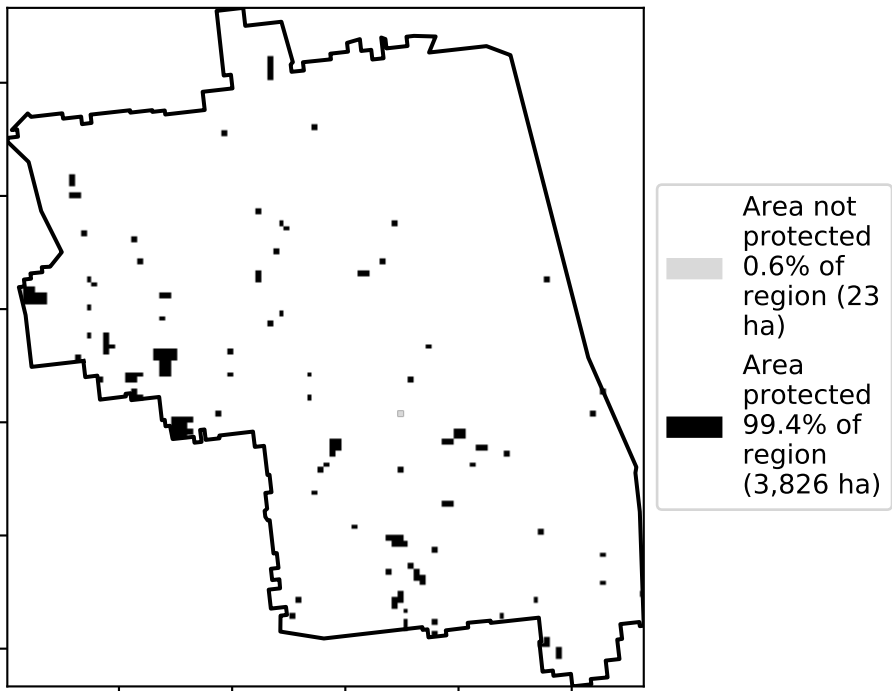 Area not
protected
0.6% of
region (23
ha)
Area
protected
99.4% of
region
(3,826 ha)